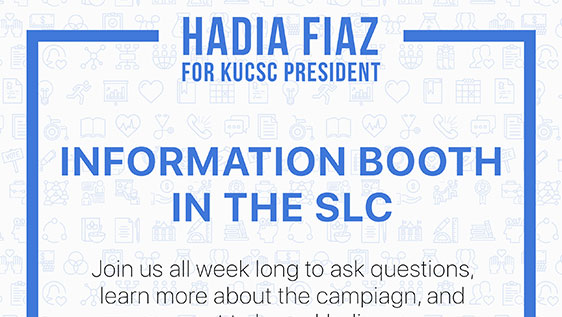 HADIA FIAZ
FOR KUCSC PRESIDENT
INFORMATION BOOTH
IN THE SLC
Join us all week long to ask questions,
learn more about the campiagn, and